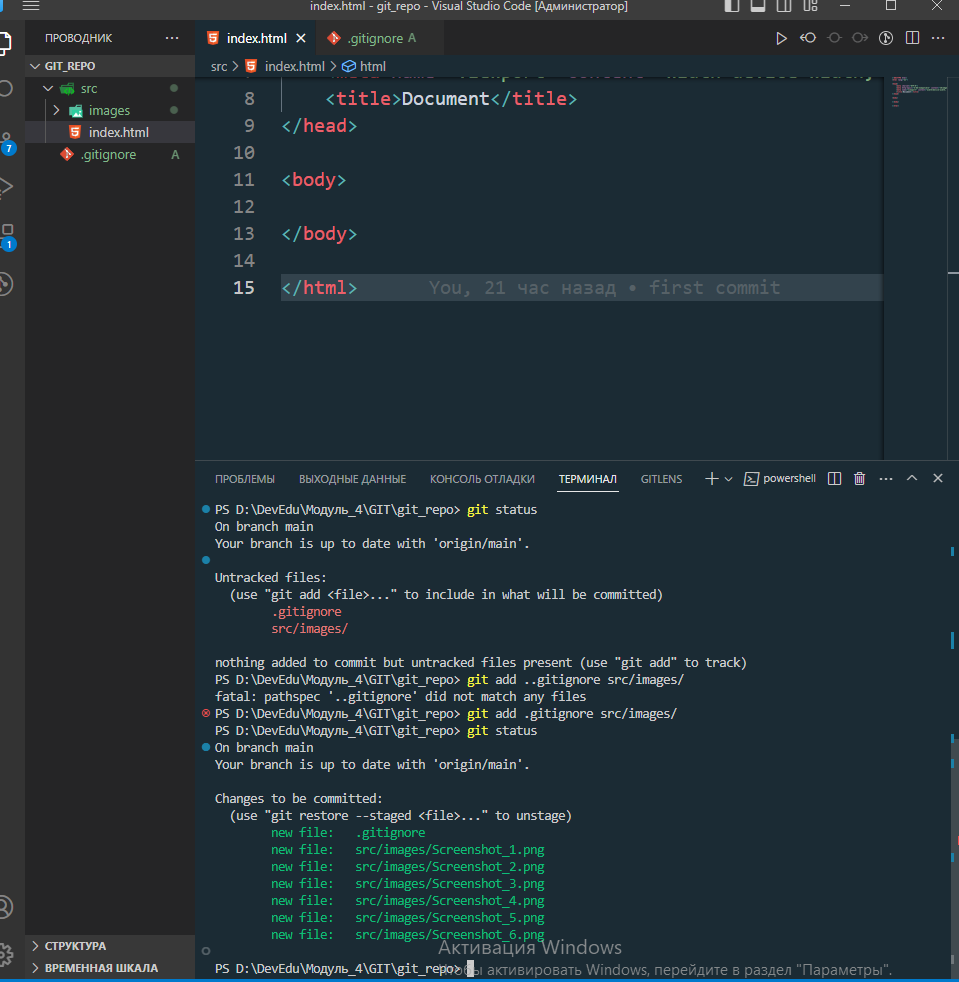 index.html - git_repo - Visual Studio Code [Администратор]
ПРОВОДНИК
GIT_REPO
src
images
index.html
.gitignore A
7
1
СТРУКТУРА
ВРЕМЕННАЯ ШКАЛА
index.html
.gitignore A
src > index.html > html
8 <title>Document</title>
9 </head>
10
11 <body>
12
13 </body>
14
15 </html> You, 21 час назад • first commit
ПРОБЛЕМЫ ВЫХОДНЫЕ ДАННЫЕ КОНСОЛЬ ОТЛАДКИ ТЕРМИНАЛ GITLENS powershell
PS D:\DevEdu\Модуль_4\GIT\git_repo> git status
On branch main
Your branch is up to date with 'origin/main'.
Untracked files:
(use "git add <file>..." to include in what will be committed)
.gitignore
src/images/
nothing added to commit but untracked files present (use "git add" to track)
PS D:\DevEdu\Модуль_4\GIT\git_repo> git add ..gitignore src/images/
fatal: pathspec '..gitignore' did not match any files
PS D:\DevEdu\Модуль_4\GIT\git_repo> git add .gitignore src/images/
PS D:\DevEdu\Модуль_4\GIT\git_repo> git status
On branch main
Your branch is up to date with 'origin/main'.
Changes to be committed:
(use "git restore --staged <file>..." to unstage)
new file: .gitignore
new file: src/images/Screenshot_1.png
new file: src/images/Screenshot_2.png
new file: src/images/Screenshot_3.png
new file: src/images/Screenshot_4.png
new file: src/images/Screenshot_5.png
new file: src/images/Screenshot_6.png
PS D:\DevEdu\Модуль_4\GIT\git_repo>
Активация Windows
Чтобы активировать Windows, перейдите в раздел "Параметры".